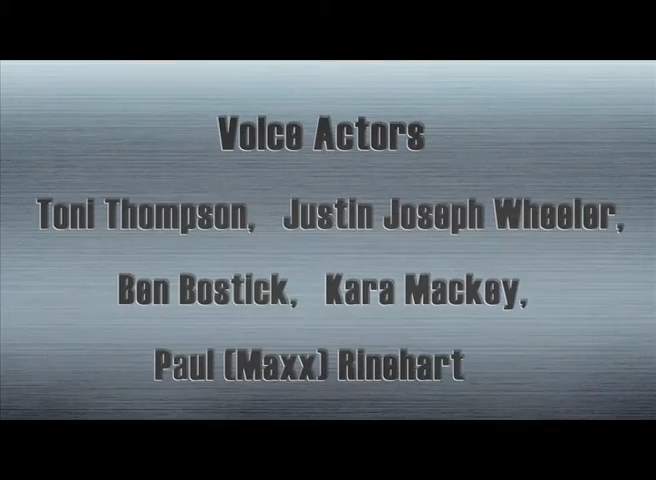 Voice Actors
Toni Thompson, Justin Joseph Wheeler,
Ben Bostick, Kara Mackey,
Paul (Maxx) Rinehart